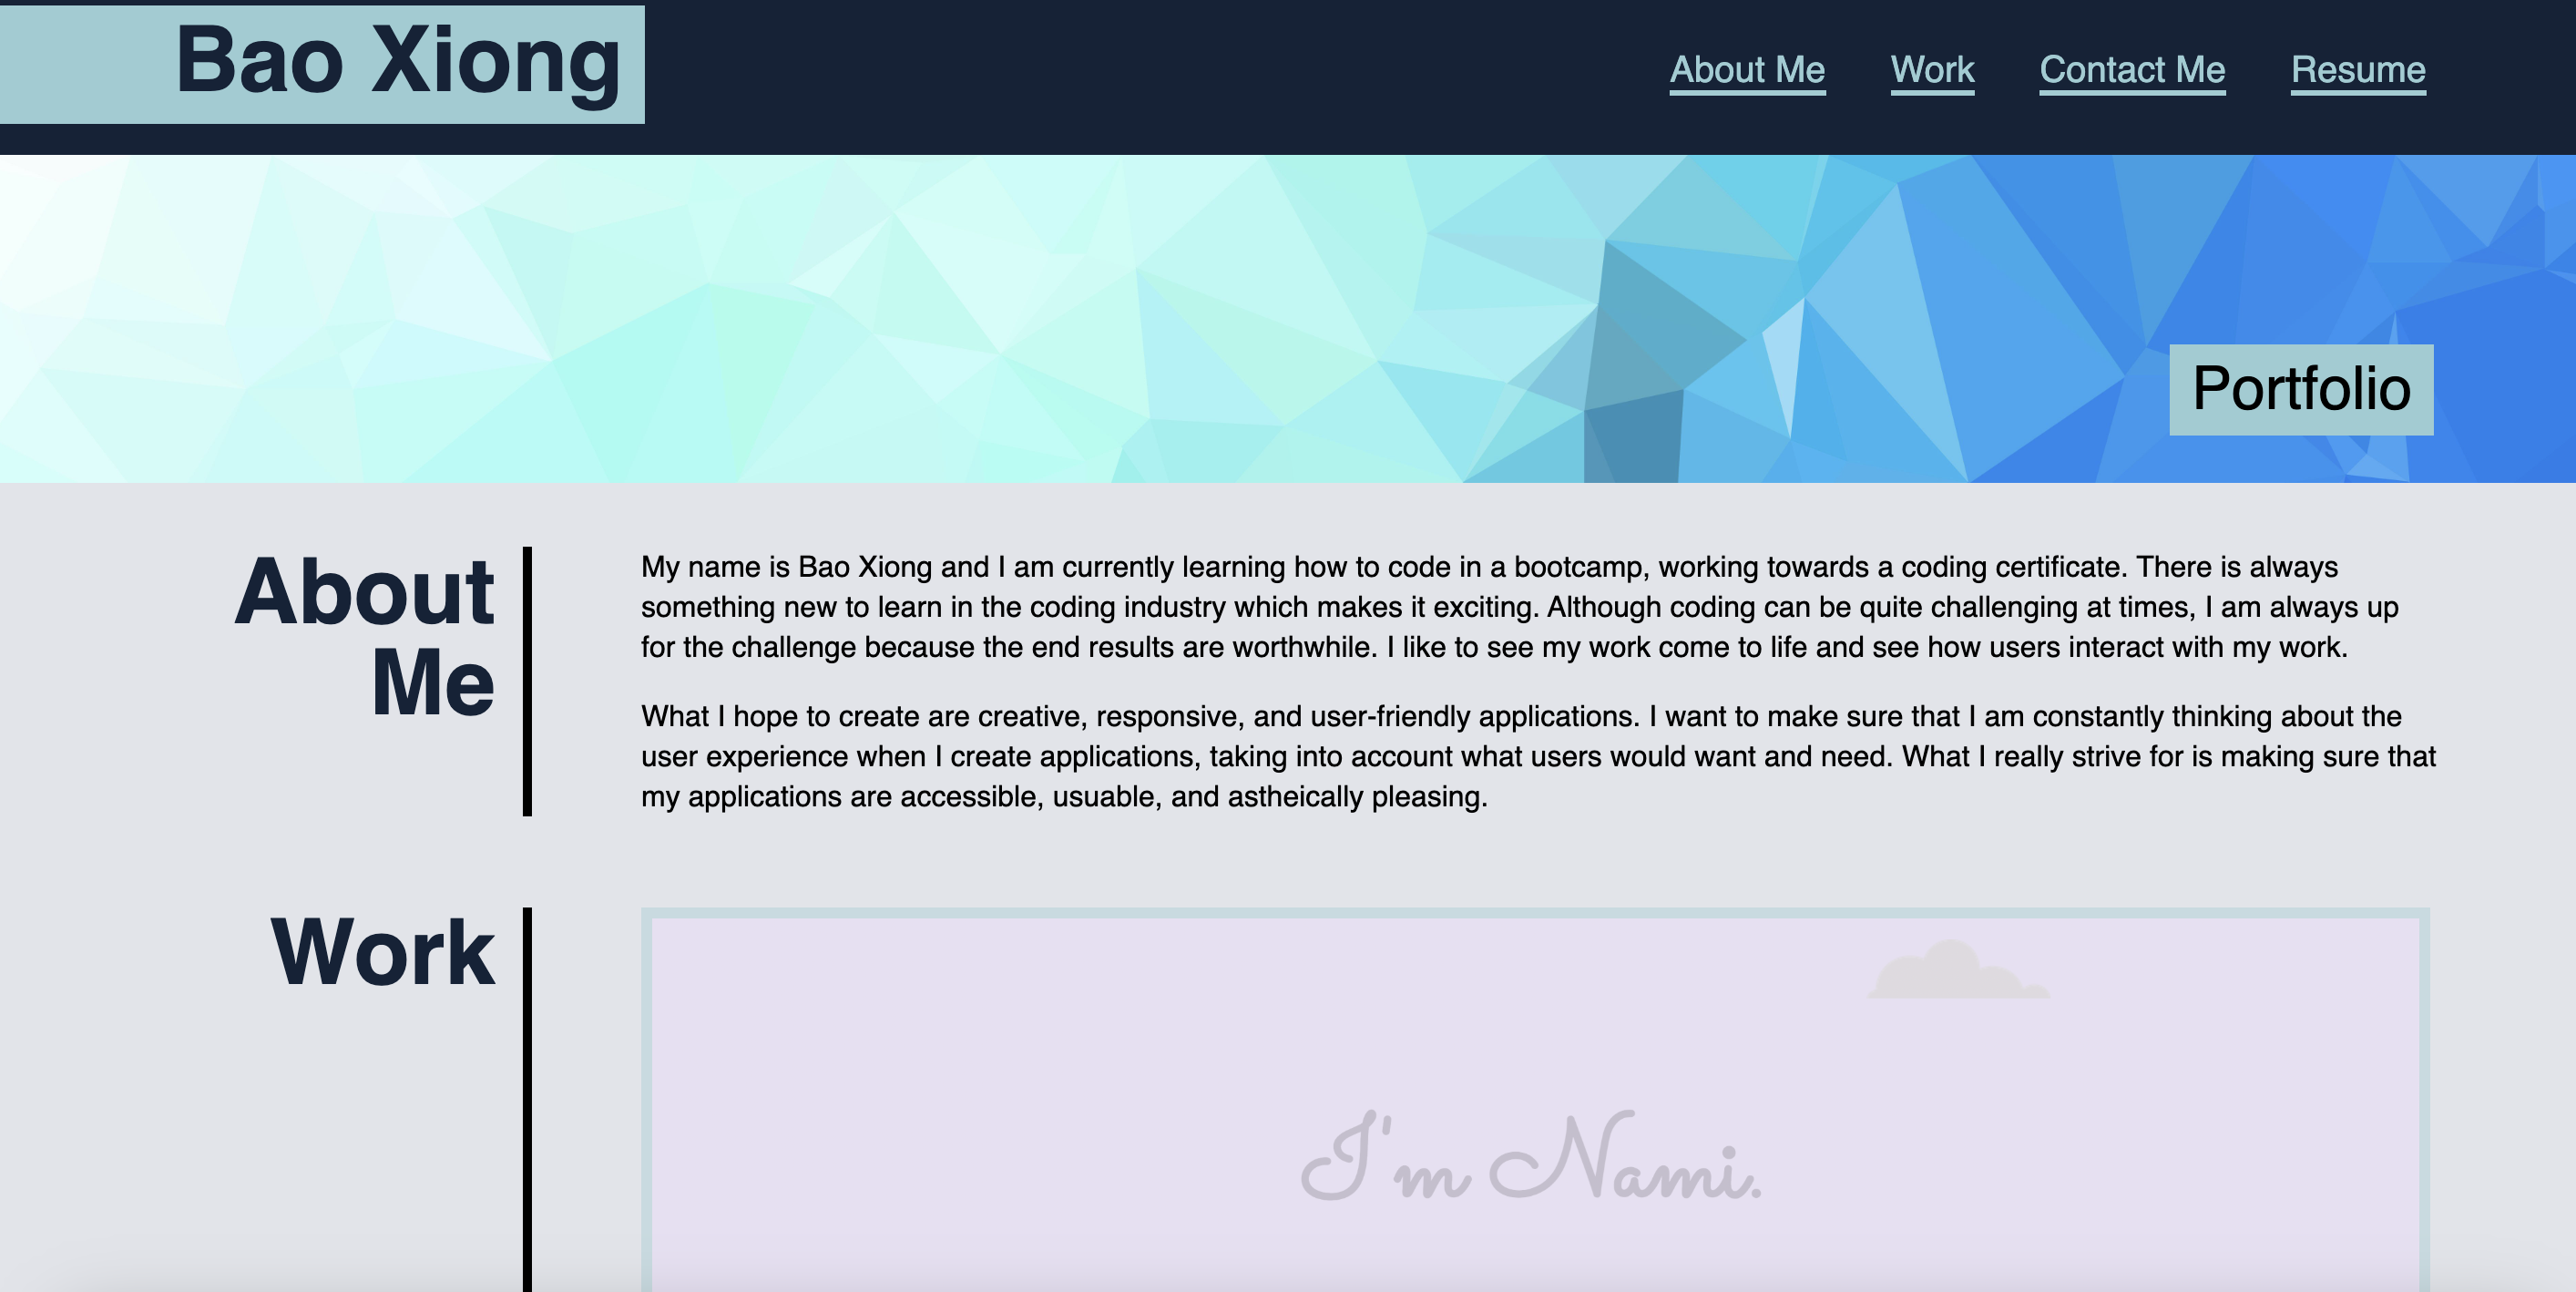 Bao Xiong
About Me Work Contact Me Resume
Portfolio
About
Me
My name is Bao Xiong and I am currently learning how to code in a bootcamp, working towards a coding certificate. There is always
something new to learn in the coding industry which makes it exciting. Although coding can be quite challenging at times, I am always up
for the challenge because the end results are worthwhile. I like to see my work come to life and see how users interact with my work.
What I hope to create are creative, responsive, and user-friendly applications. I want to make sure that I am constantly thinking about the
user experience when I create applications, taking into account what users would want and need. What I really strive for is making sure that
my applications are accessible, usuable, and astheically pleasing.
Work
I'm Nami.